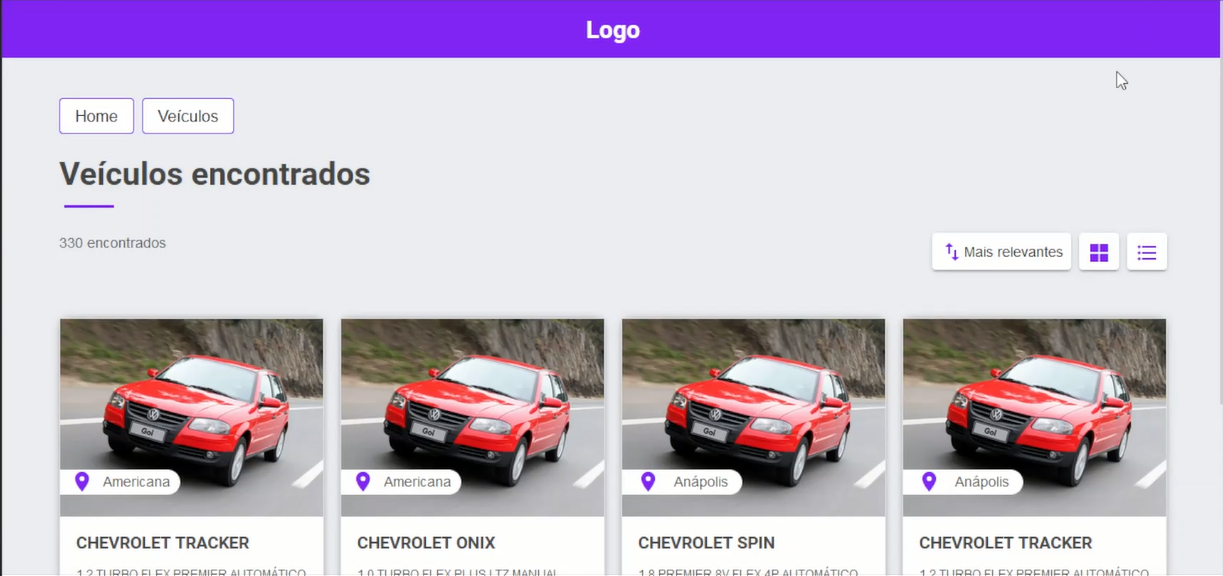 Logo
Home
Veículos
Veículos encontrados
330 encontrados
Mais relevantes
Gol
Gol
Gol
Gol
Americana
Americana
Anápolis
Anápolis
CHEVROLET TRACKER
CHEVROLET ONIX
CHEVROLET SPIN
CHEVROLET TRACKER
1.2 TURBO FLEX PREMIER AUTOMÁTICO
1.0 TURBO FLEX PLUS LTZ MANUAL
1.8 PREMIER 8V FLEX 4P AUTOMÁTICO
1.2 TURBO FLEX PREMIER AUTOMÁTICO